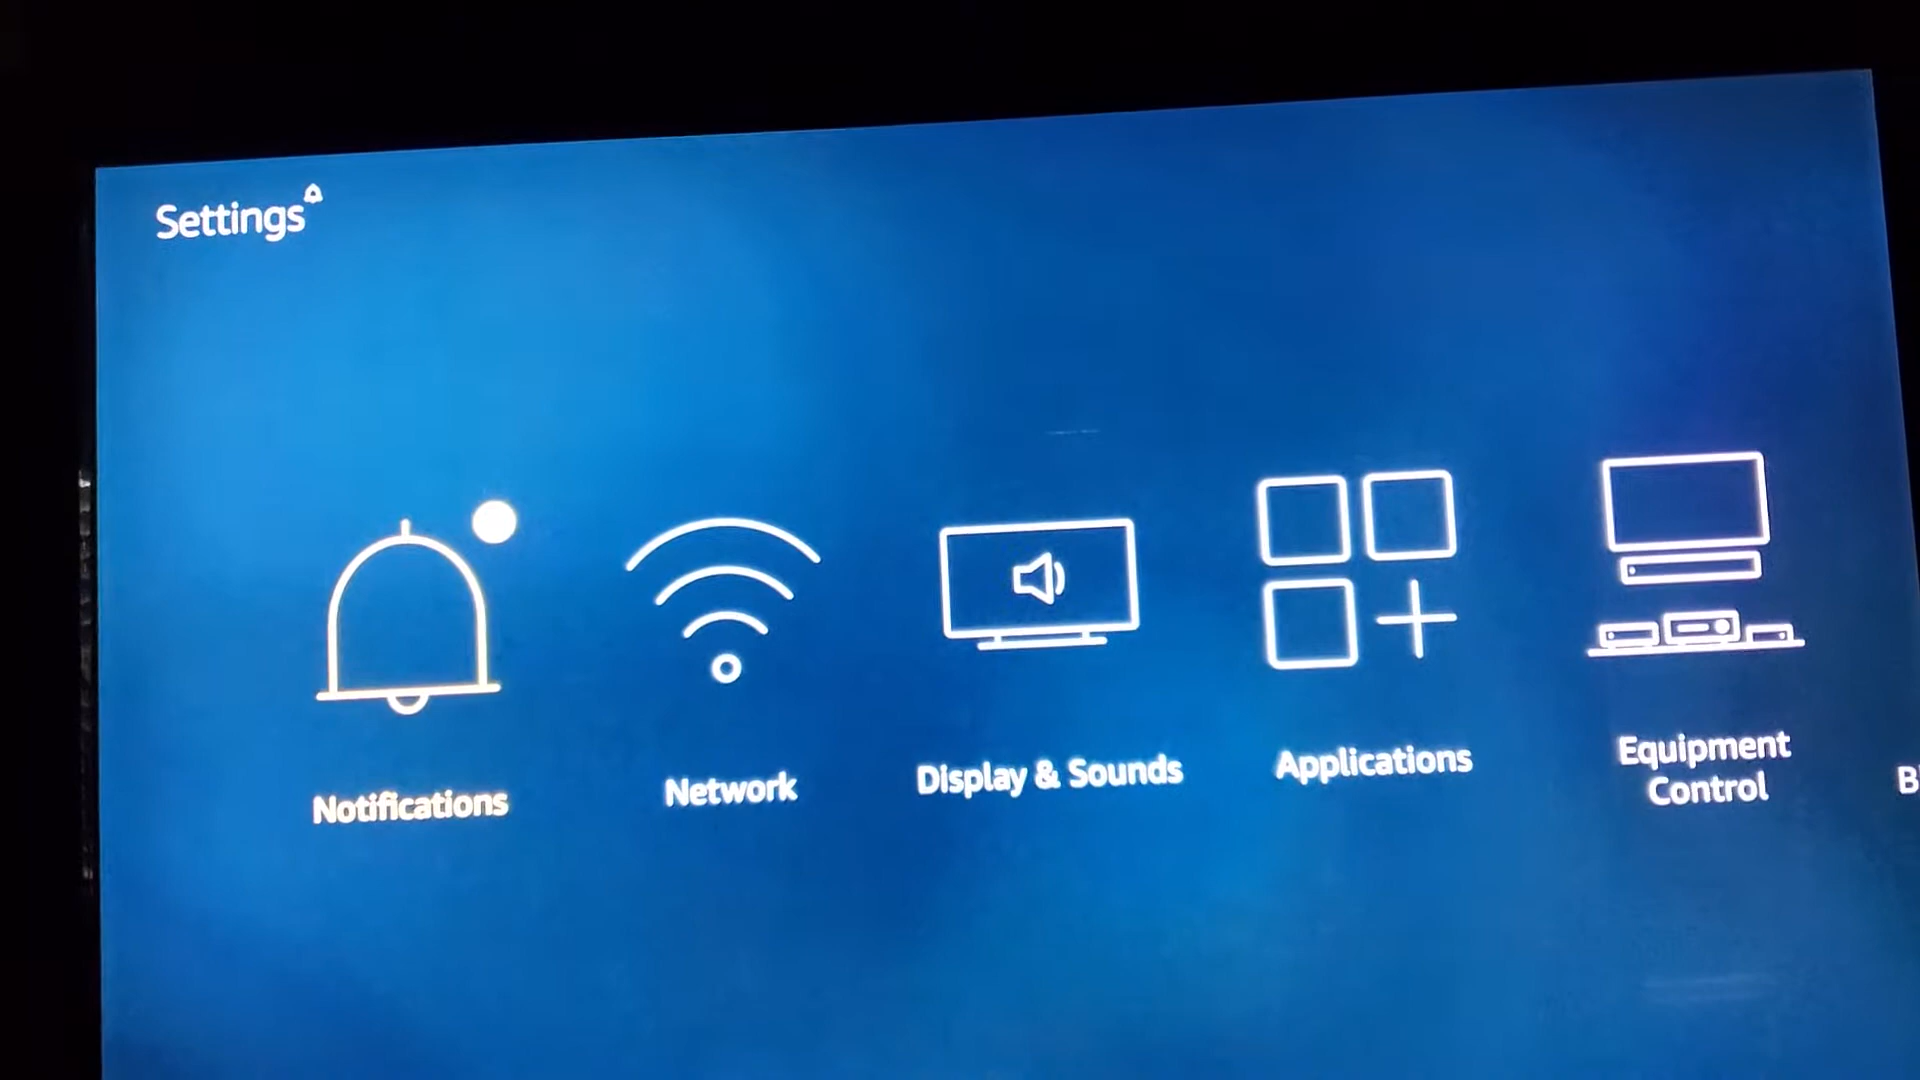 Settings
Notifications
Network
Display & Sounds
Applications
Equipment
Control
B